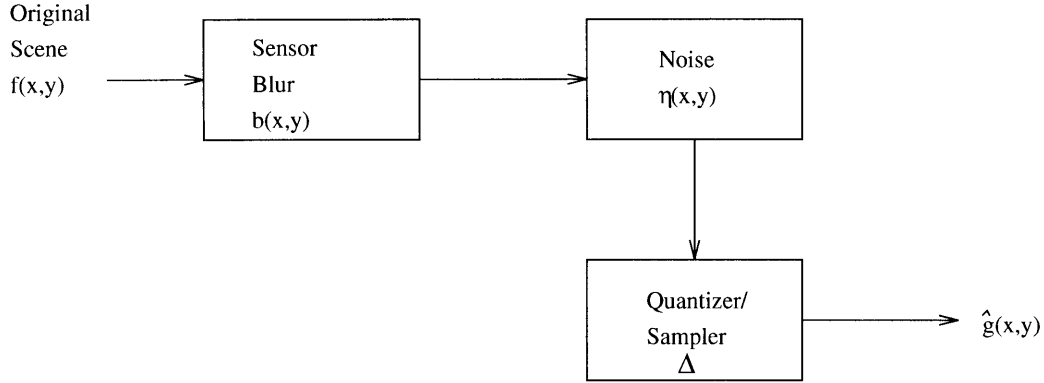 Original
Scene
f(x,y)
Sensor
Blur
b(x,y)
Noise
η(x,y)
Quantizer/
Sampler
Δ
ĝ(x,y)